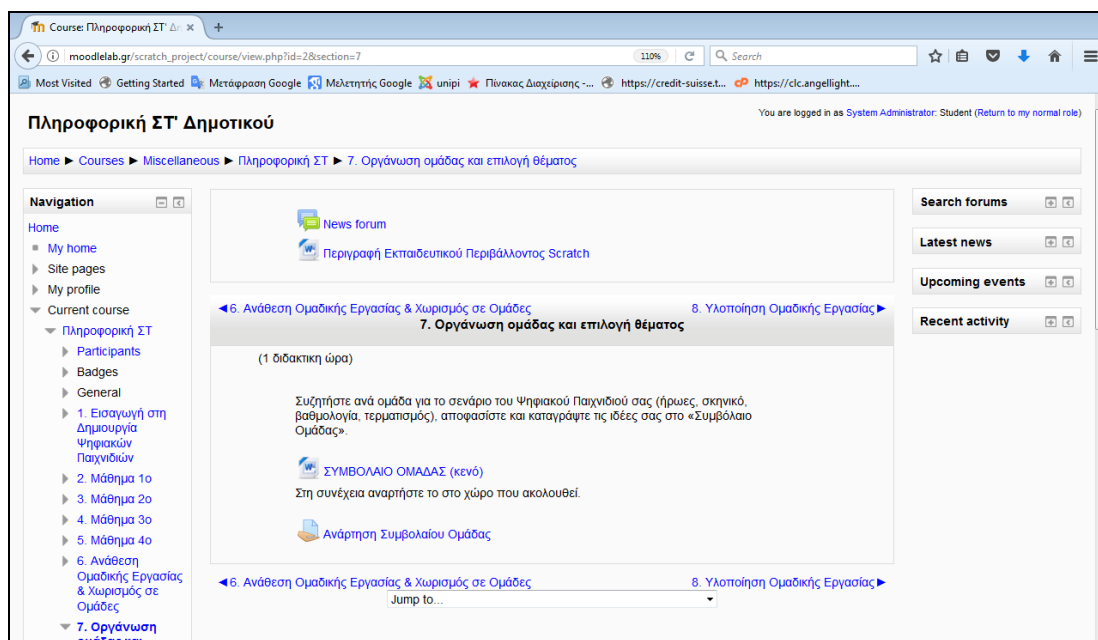 Course: Πληροφορική ΣΤ' Δη
moodlelab.gr/scratch_project/course/view.php?id=2&section=7
110%
Search
Most Visited Getting Started Μετάφραση Google Μελετητής Google unipi Πίνακας Διαχείρισης -... https://credit-suisse.t... https://clc.angellight....
You are logged in as System Administrator: Student (Return to my normal role)
Πληροφορική ΣΤ' Δημοτικού
Home ► Courses ► Miscellaneous ► Πληροφορική ΣΤ ► 7. Οργάνωση ομάδας και επιλογή θέματος
Navigation
Home
My home
Site pages
My profile
Current course
Πληροφορική ΣΤ
Participants
Badges
General
1. Εισαγωγή στη
Δημιουργία
Ψηφιακών
Παιχνιδιών
2. Μάθημα 1ο
3. Μάθημα 2ο
4. Μάθημα 3ο
5. Μάθημα 4ο
6. Ανάθεση
Ομαδικής Εργασίας
& Χωρισμός σε
Ομάδες
7. Οργάνωση
ομάδας και
News forum
Περιγραφή Εκπαιδευτικού Περιβάλλοντος Scratch
◄6. Ανάθεση Ομαδικής Εργασίας & Χωρισμός σε Ομάδες
8. Υλοποίηση Ομαδικής Εργασίας►
7. Οργάνωση ομάδας και επιλογή θέματος
(1 διδακτικη ώρα)
Συζητήστε ανά ομάδα για το σενάριο του Ψηφιακού Παιχνιδιού σας (ήρωες, σκηνικό,
βαθμολογία, τερματισμός), αποφασίστε και καταγράψτε τις ιδέες σας στο «Συμβόλαιο
Ομάδας».
ΣΥΜΒΟΛΑΙΟ ΟΜΑΔΑΣ (κενό)
Στη συνέχεια αναρτήστε το στο χώρο που ακολουθεί.
Ανάρτηση Συμβολαίου Ομάδας
◄6. Ανάθεση Ομαδικής Εργασίας & Χωρισμός σε Ομάδες
8. Υλοποίηση Ομαδικής Εργασίας►
Jump to...
Search forums
Latest news
Upcoming events
Recent activity